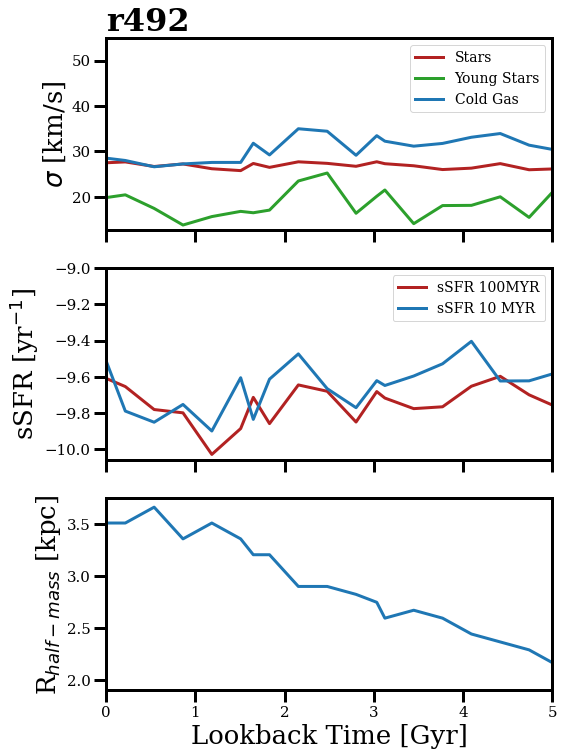 r492
σ [km/s]
50
40
30
20
Stars
Young Stars
Cold Gas
sSFR [yr⁻¹]
−9.0
−9.2
−9.4
−9.6
−9.8
−10.0
sSFR 100MYR
sSFR 10 MYR
R_half−mass [kpc]
3.5
3.0
2.5
2.0
0 1 2 3 4 5
Lookback Time [Gyr]